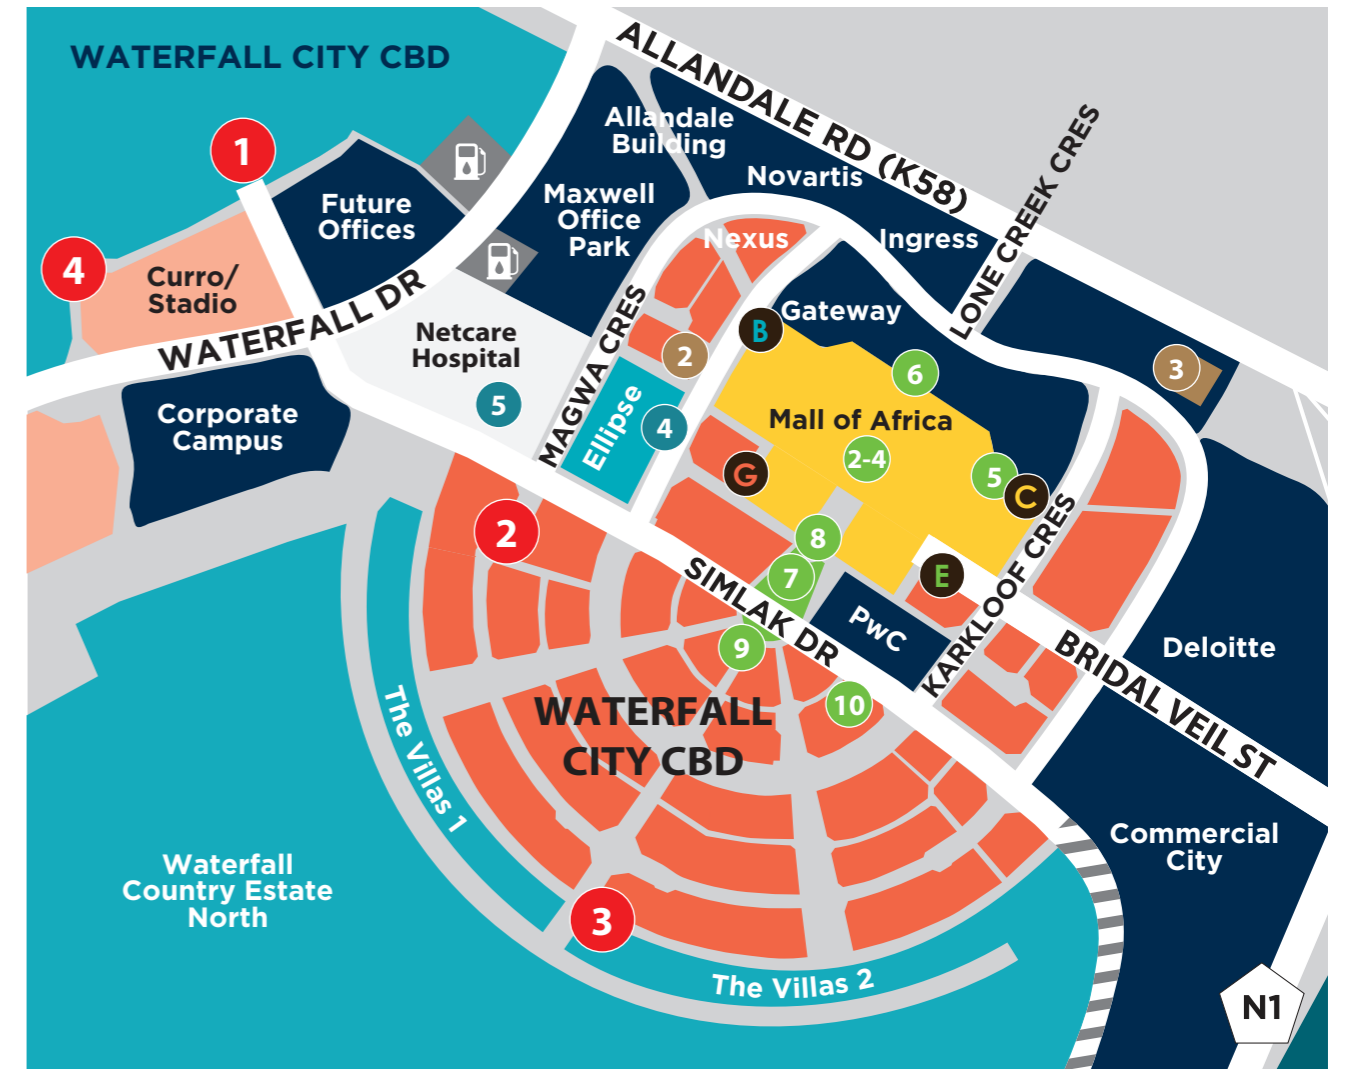 WATERFALL CITY CBD
ALLANDALE RD (K58)
LONE CREEK CRES
Allandale
Building
1
Novartis
Future
Offices
Maxwell
Office
Park
Nexus
Ingress
4
Curro/
Stadio
WATERFALL DR
Netcare
Hospital
5
MAGWA CRES
B
Gateway
2
6
3
Corporate
Campus
Ellipse
4
Mall of Africa
2-4
G
5
C
2
8
7
E
SIMLAK DR
PwC
KARKLOOF CRES
9
10
BRIDAL VEIL ST
Deloitte
WATERFALL
CITY CBD
The Villas 1
Commercial
City
Waterfall
Country Estate
North
3
The Villas 2
N1